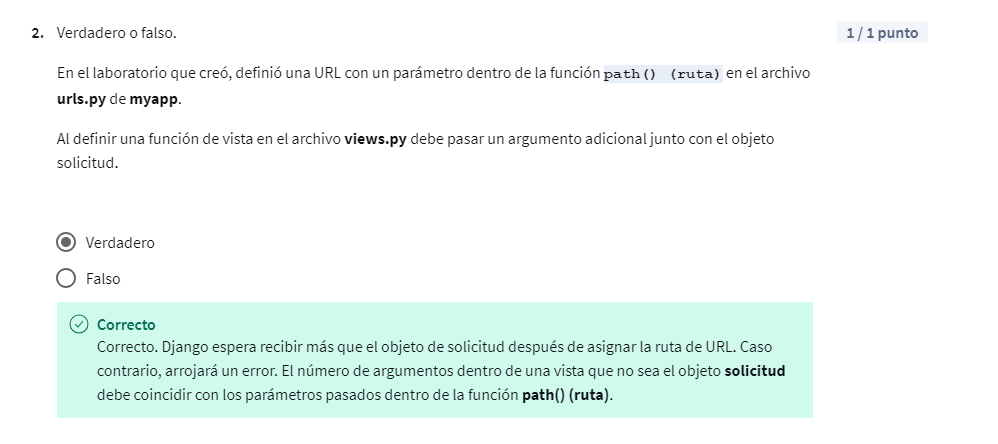 2. Verdadero o falso.
1 / 1 punto
En el laboratorio que creó, definió una URL con un parámetro dentro de la función path() (ruta) en el archivo
urls.py de myapp.
Al definir una función de vista en el archivo views.py debe pasar un argumento adicional junto con el objeto
solicitud.
Verdadero
Falso
Correcto
Correcto. Django espera recibir más que el objeto de solicitud después de asignar la ruta de URL. Caso
contrario, arrojará un error. El número de argumentos dentro de una vista que no sea el objeto solicitud
debe coincidir con los parámetros pasados dentro de la función path() (ruta).